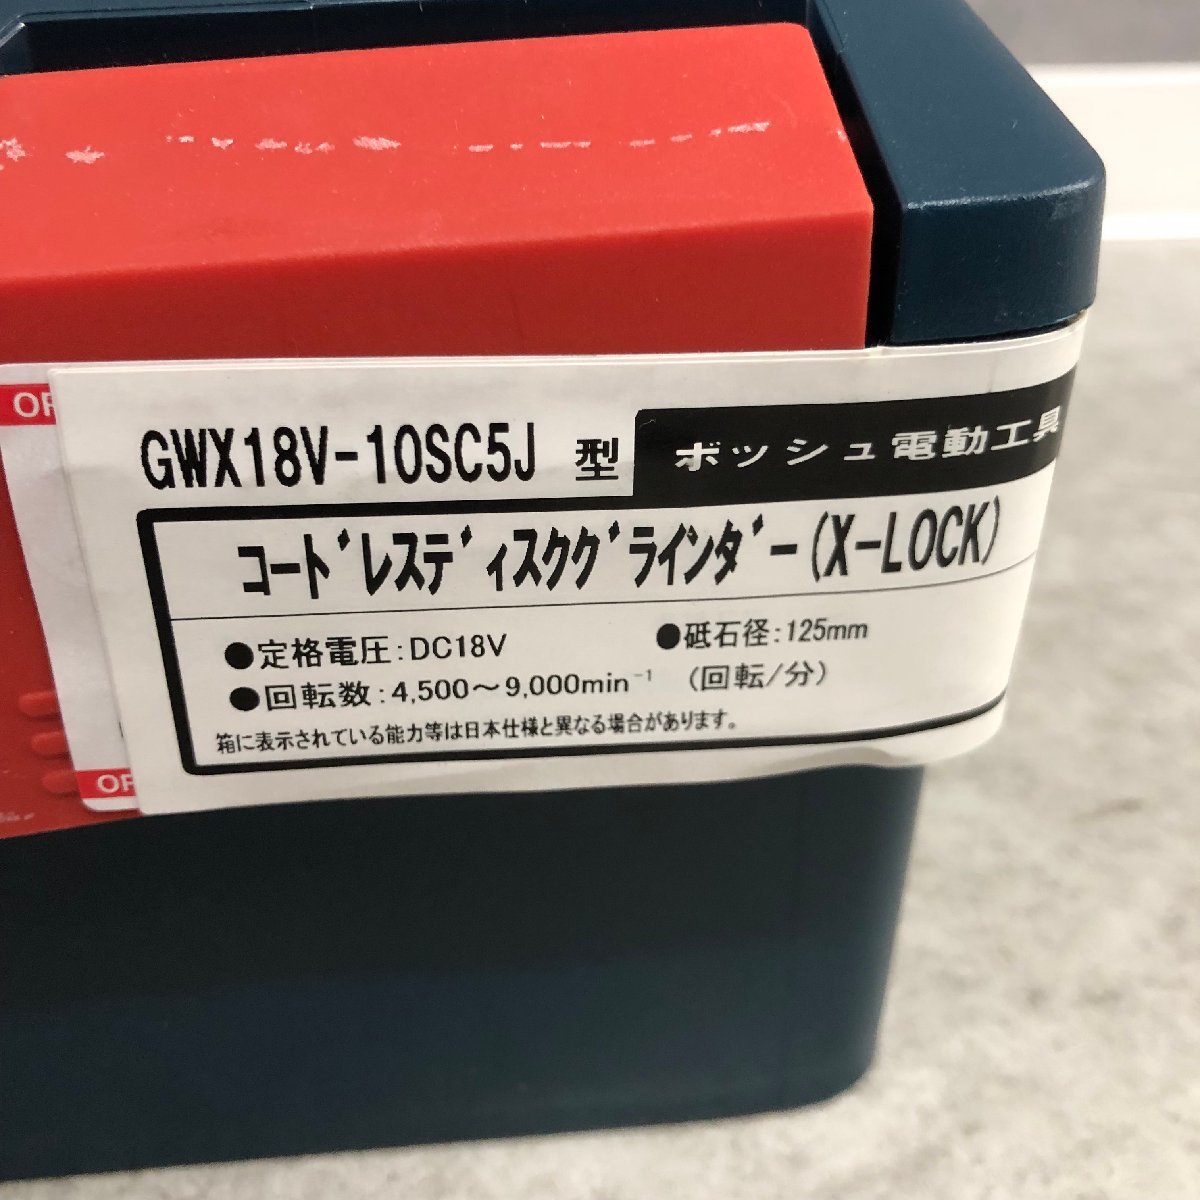 GWX18V-10SC5J 型 ボッシュ電動工具
コードレスディスクグラインダー(X-LOCK)
●定格電圧:DC18V ●砥石径:125mm
●回転数:4,500〜9,000min⁻¹ (回転/分)
箱に表示されている能力等は日本仕様と異なる場合があります。